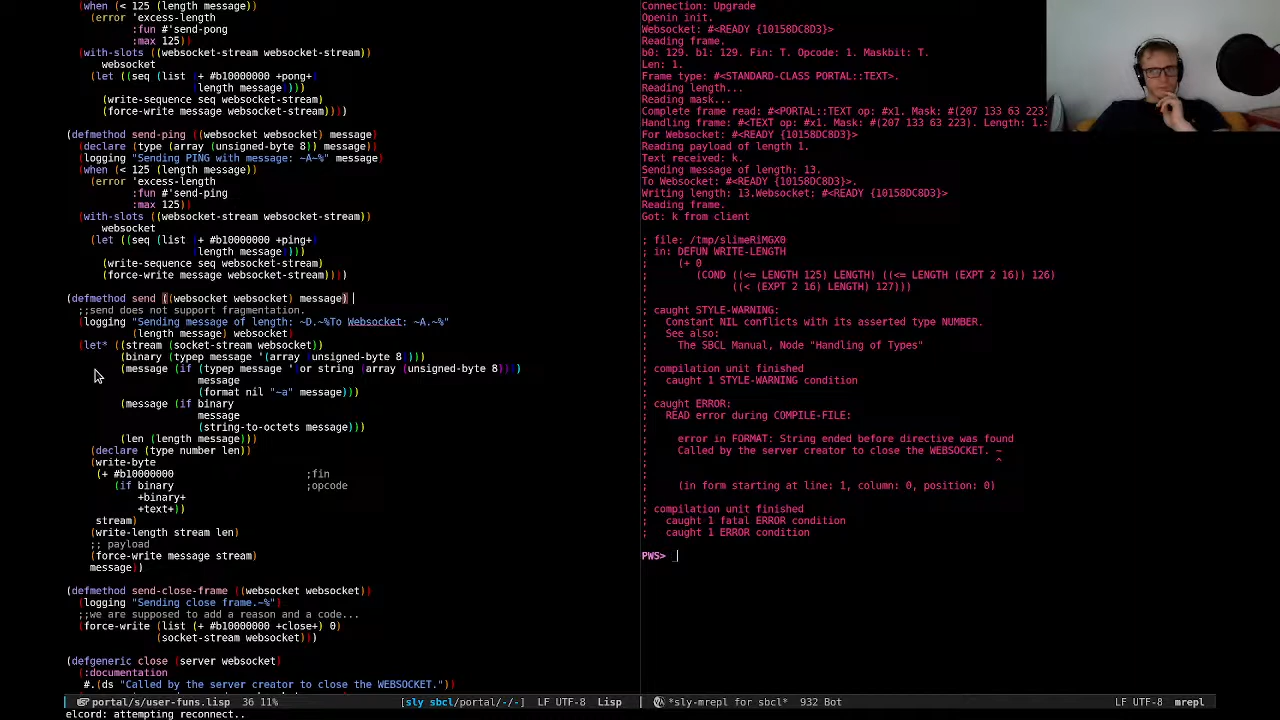 (when (< 125 (length message))
(error 'excess-length
:fun #'send-pong
:max 125))
(with-slots ((websocket-stream websocket-stream))
websocket
(let ((seq (list (+ #b10000000 +pong+)
(length message))))
(write-sequence seq websocket-stream)
(force-write message websocket-stream))))
(defmethod send-ping ((websocket websocket) message)
(declare (type (array (unsigned-byte 8)) message))
(logging "Sending PING with message: ~A~%" message)
(when (< 125 (length message))
(error 'excess-length
:fun #'send-ping
:max 125))
(with-slots ((websocket-stream websocket-stream))
websocket
(let ((seq (list (+ #b10000000 +ping+)
(length message))))
(write-sequence seq websocket-stream)
(force-write message websocket-stream))))
(defmethod send ((websocket websocket) message)
;;send does not support fragmentation.
(logging "Sending message of length: ~D.~%To Websocket: ~A.~%"
(length message) websocket)
(let* ((stream (socket-stream websocket))
(binary (typep message '(array (unsigned-byte 8))))
(message (if (typep message '(or string (array (unsigned-byte 8))))
message
(format nil "~a" message)))
(message (if binary
message
(string-to-octets message)))
(len (length message)))
(declare (type number len))
(write-byte
(+ #b10000000 ;fin
(if binary ;opcode
+binary+
+text+))
stream)
(write-length stream len)
;; payload
(force-write message stream)
message))
(defmethod send-close-frame ((websocket websocket))
(logging "Sending close frame.~%")
;;we are supposed to add a reason and a code...
(force-write (list (+ #b10000000 +close+) 0)
(socket-stream websocket)))
(defgeneric close (server websocket)
(:documentation
#.(ds "Called by the server creator to close the WEBSOCKET."))
portal/s/user-funs.lisp 36 11% [sly sbcl/portal/-/-] LF UTF-8 Lisp
elcord: attempting reconnect..
Connection: Upgrade
Openin init.
Websocket: #<READY {10158DC8D3}>
Reading frame.
b0: 129. b1: 129. Fin: T. Opcode: 1. Maskbit: T.
Len: 1.
Frame type: #<STANDARD-CLASS PORTAL::TEXT>.
Reading length...
Reading mask...
Complete frame read: #<PORTAL::TEXT op: #x1. Mask: #(207 133 63 223)
Handling frame: #<TEXT op: #x1. Mask: #(207 133 63 223). Length: 1.>
For Websocket: #<READY {10158DC8D3}>
Reading payload of length 1.
Text received: k.
Sending message of length: 13.
To Websocket: #<READY {10158DC8D3}>.
Writing length: 13.Websocket: #<READY {10158DC8D3}>
Reading frame.
Got: k from client
; file: /tmp/slimeRiMGX0
; in: DEFUN WRITE-LENGTH
; (+ 0
; (COND ((<= LENGTH 125) LENGTH) ((<= LENGTH (EXPT 2 16)) 126)
; ((< (EXPT 2 16) LENGTH) 127)))
;
; caught STYLE-WARNING:
; Constant NIL conflicts with its asserted type NUMBER.
; See also:
; The SBCL Manual, Node "Handling of Types"
;
; compilation unit finished
; caught 1 STYLE-WARNING condition
;
; caught ERROR:
; READ error during COMPILE-FILE:
;
; error in FORMAT: String ended before directive was found
; Called by the server creator to close the WEBSOCKET. ~
; ^
;
; (in form starting at line: 1, column: 0, position: 0)
;
; compilation unit finished
; caught 1 fatal ERROR condition
; caught 1 ERROR condition
PWS>
*sly-mrepl for sbcl* 932 Bot LF UTF-8 mrepl